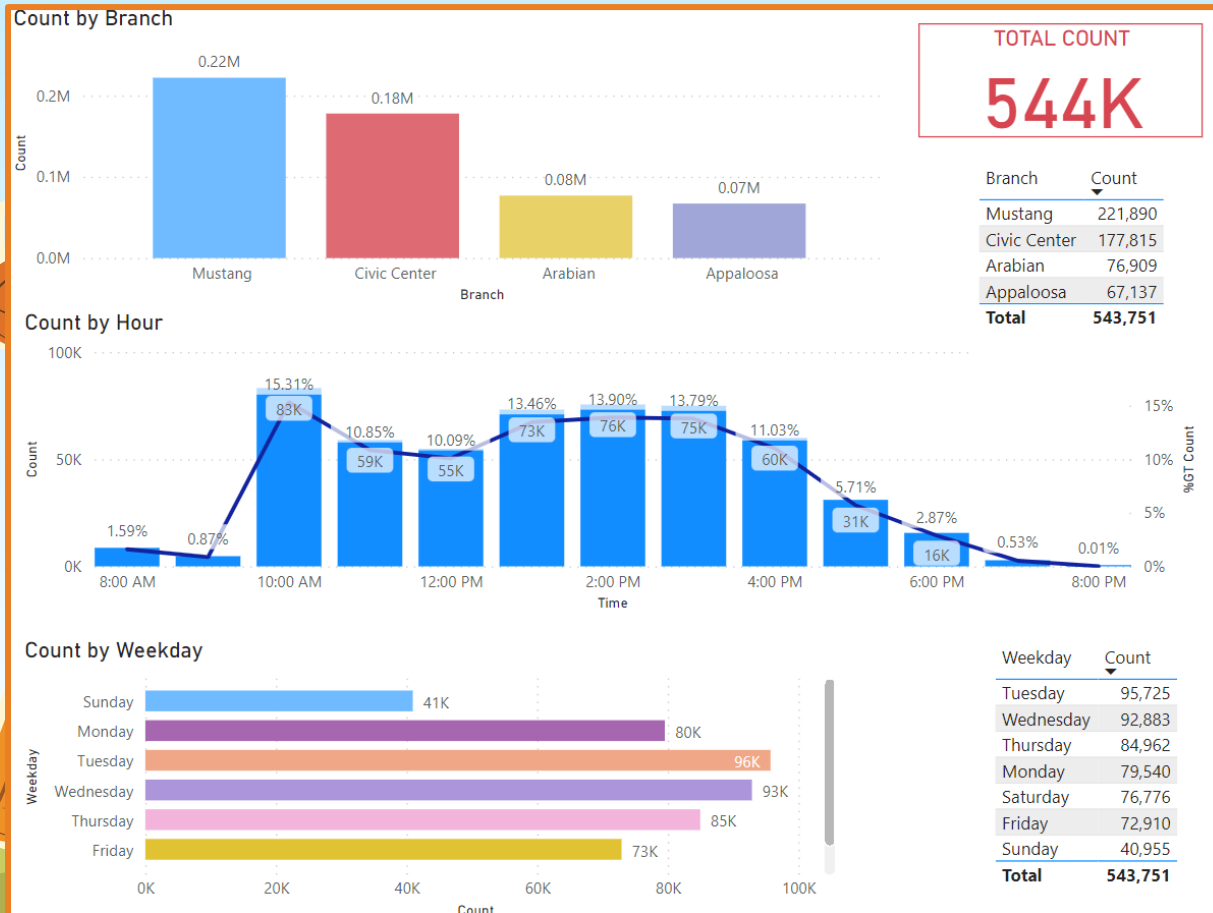 Count by Branch
0.22M
0.18M
0.08M
0.07M
0.2M
0.1M
0.0M
Count
Mustang Civic Center Arabian Appaloosa
Branch
TOTAL COUNT
544K
Branch Count
Mustang 221,890
Civic Center 177,815
Arabian 76,909
Appaloosa 67,137
Total 543,751
Count by Hour
100K
50K
0K
Count
15.31%
83K
10.85%
59K
10.09%
55K
13.46%
73K
13.90%
76K
13.79%
75K
11.03%
60K
5.71%
31K
2.87%
16K
1.59%
0.87%
0.53%
0.01%
15%
10%
5%
0%
%GT Count
8:00 AM 10:00 AM 12:00 PM 2:00 PM 4:00 PM 6:00 PM 8:00 PM
Time
Count by Weekday
Weekday
Sunday 41K
Monday 80K
Tuesday 96K
Wednesday 93K
Thursday 85K
Friday 73K
0K 20K 40K 60K 80K 100K
Count
Weekday Count
Tuesday 95,725
Wednesday 92,883
Thursday 84,962
Monday 79,540
Saturday 76,776
Friday 72,910
Sunday 40,955
Total 543,751